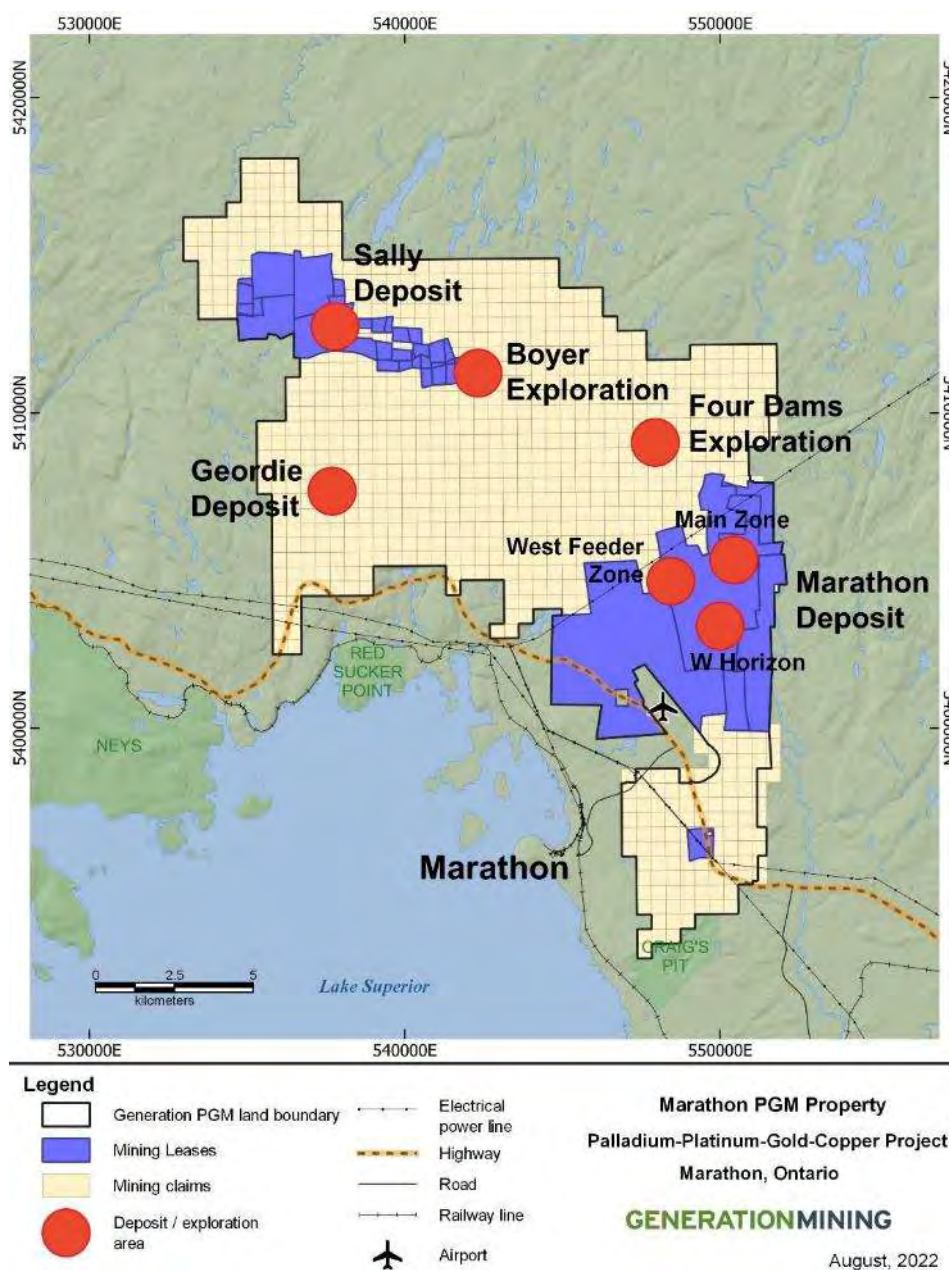 530000E 540000E 550000E
5420000N 5420000N
Sally
Deposit
Boyer
Exploration
5410000N 5410000N
Four Dams
Exploration
Geordie
Deposit
Main Zone
West Feeder
Zone
Marathon
Deposit
W Horizon
RED
SUCKER
POINT
NEYS
5400000N 5400000N
Marathon
CRAIG'S
PIT
0 2.5 5
kilometers
Lake Superior
530000E 540000E 550000E
Legend
Generation PGM land boundary
Mining Leases
Mining claims
Deposit / exploration
area
Electrical
power line
Highway
Road
Railway line
Airport
Marathon PGM Property
Palladium-Platinum-Gold-Copper Project
Marathon, Ontario
GENERATIONMINING
August, 2022